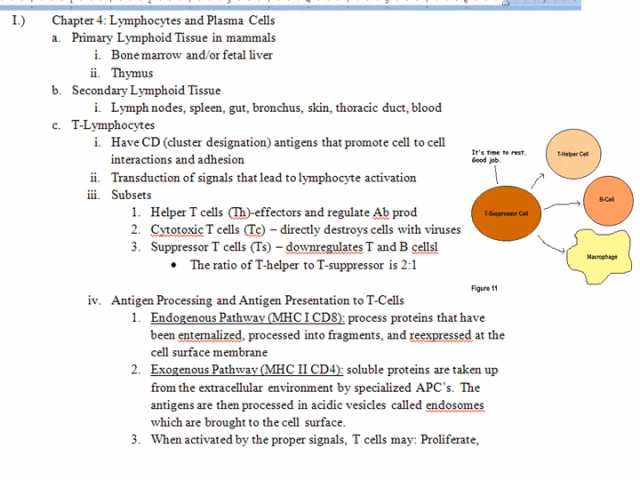 I.) Chapter 4: Lymphocytes and Plasma Cells
a. Primary Lymphoid Tissue in mammals
i. Bone marrow and/or fetal liver
ii. Thymus
b. Secondary Lymphoid Tissue
i. Lymph nodes, spleen, gut, bronchus, skin, thoracic duct, blood
c. T-Lymphocytes
i. Have CD (cluster designation) antigens that promote cell to cell
interactions and adhesion
ii. Transduction of signals that lead to lymphocyte activation
iii. Subsets
1. Helper T cells (Th)-effectors and regulate Ab prod
2. Cytotoxic T cells (Tc) – directly destroys cells with viruses
3. Suppressor T cells (Ts) – downregulates T and B cellsl
• The ratio of T-helper to T-suppressor is 2:1
It's time to rest.
Good job.
T-Helper Cell
T-Suppressor Cell
B-Cell
Macrophage
Figure 11
iv. Antigen Processing and Antigen Presentation to T-Cells
1. Endogenous Pathway (MHC I CD8): process proteins that have
been enternalized, processed into fragments, and reexpressed at the
cell surface membrane
2. Exogenous Pathway (MHC II CD4): soluble proteins are taken up
from the extracellular environment by specialized APC's. The
antigens are then processed in acidic vesicles called endosomes
which are brought to the cell surface.
3. When activated by the proper signals, T cells may: Proliferate,